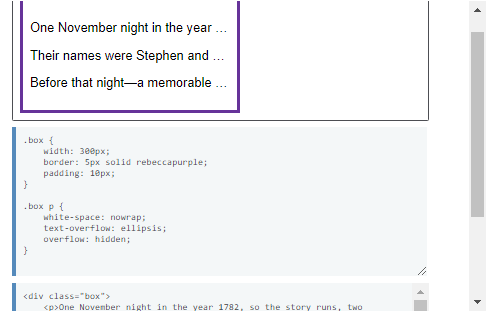 One November night in the year …
Their names were Stephen and …
Before that night—a memorable …
.box {
    width: 300px;
    border: 5px solid rebeccapurple;
    padding: 10px;
}
.box p {
    white-space: nowrap;
    text-overflow: ellipsis;
    overflow: hidden;
}
<div class="box">
    <p>One November night in the year 1782, so the story runs, two